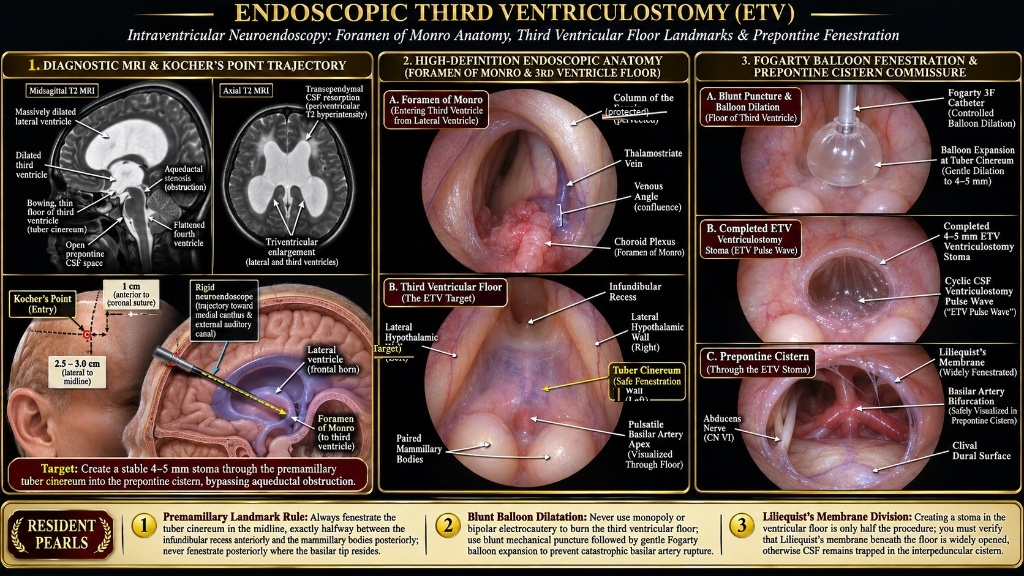 ENDOSCOPIC THIRD VENTRICULOSTOMY (ETV)
Intraventricular Neuroendoscopy: Foramen of Monro Anatomy, Third Ventricular Floor Landmarks & Prepontine Fenestration
1. DIAGNOSTIC MRI & KOCHER'S POINT TRAJECTORY
Midsagittal T2 MRI
Massively dilated
lateral ventricle
Dilated
third
ventricle
Bowing, thin
floor of third
ventricle
(tuber cinereum)
Open
prepontine
CSF space
Aqueductal
stenosis
(obstruction)
Flattened
fourth
ventricle
Axial T2 MRI
Transependymal
CSF resorption
(periventricular
T2 hyperintensity)
Triventricular
enlargement
(lateral and third ventricles)
Kocher's Point
(Entry)
1 cm
(anterior to
coronal suture)
2.5 – 3.0 cm
(lateral to
midline)
Rigid
neuroendoscope
(trajectory toward
medial canthus &
external auditory
canal)
Lateral
ventricle
(frontal horn)
Foramen
of Monro
(to third
ventricle)
Target: Create a stable 4–5 mm stoma through the premamillary
tuber cinereum into the prepontine cistern, bypassing aqueductal obstruction.
2. HIGH-DEFINITION ENDOSCOPIC ANATOMY
(FORAMEN OF MONRO & 3RD VENTRICLE FLOOR)
A. Foramen of Monro
(Entering Third Ventricle
from Lateral Ventricle)
Column of the
(protected)
Thalamostriate
Vein
Venous
Angle
(confluence)
Choroid Plexus
(Foramen of Monro)
B. Third Ventricular Floor
(The ETV Target)
Infundibular
Recess
Lateral
Hypothalamic
Target)
Lateral
Hypothalamic
Wall
(Right)
Tuber Cinereum
(Safe Fenestration
Wall
Paired
Mammillary
Bodies
Pulsatile
Basilar Artery
Apex
(Visualized
Through Floor)
3. FOGARTY BALLOON FENESTRATION &
PREPONTINE CISTERN COMMISSURE
A. Blunt Puncture &
Balloon Dilation
(Floor of Third Ventricle)
Fogarty 3F
Catheter
(Controlled
Balloon Dilation)
Balloon Expansion
at Tuber Cinereum
(Gentle Dilation
to 4–5 mm)
B. Completed ETV
Ventriculostomy
Stoma (ETV Pulse Wave)
Completed
4–5 mm ETV
Ventriculostomy
Stoma
Cyclic CSF
Ventriculostomy
Pulse Wave
("ETV Pulse Wave")
C. Prepontine Cistern
(Through the ETV Stoma)
Liliequist's
Membrane
(Widely Fenestrated)
Basilar Artery
Bifurcation
(Safely Visualized in
Prepontine Cistern)
Abducens
Nerve
(CN VI)
Clival
Dural Surface
RESIDENT
PEARLS
1 Premamillary Landmark Rule: Always fenestrate the
tuber cinereum in the midline, exactly halfway between the
infundibular recess anteriorly and the mammillary bodies posteriorly;
never fenestrate posteriorly where the basilar tip resides.
2 Blunt Balloon Dilatation: Never use monopoly or
bipolar electrocautery to burn the third ventricular floor;
use blunt mechanical puncture followed by gentle Fogarty
balloon expansion to prevent catastrophic basilar artery rupture.
3 Liliequist's Membrane Division: Creating a stoma in the
ventricular floor is only half the procedure; you must verify
that Liliequist's membrane beneath the floor is widely opened,
otherwise CSF remains trapped in the interpeduncular cistern.